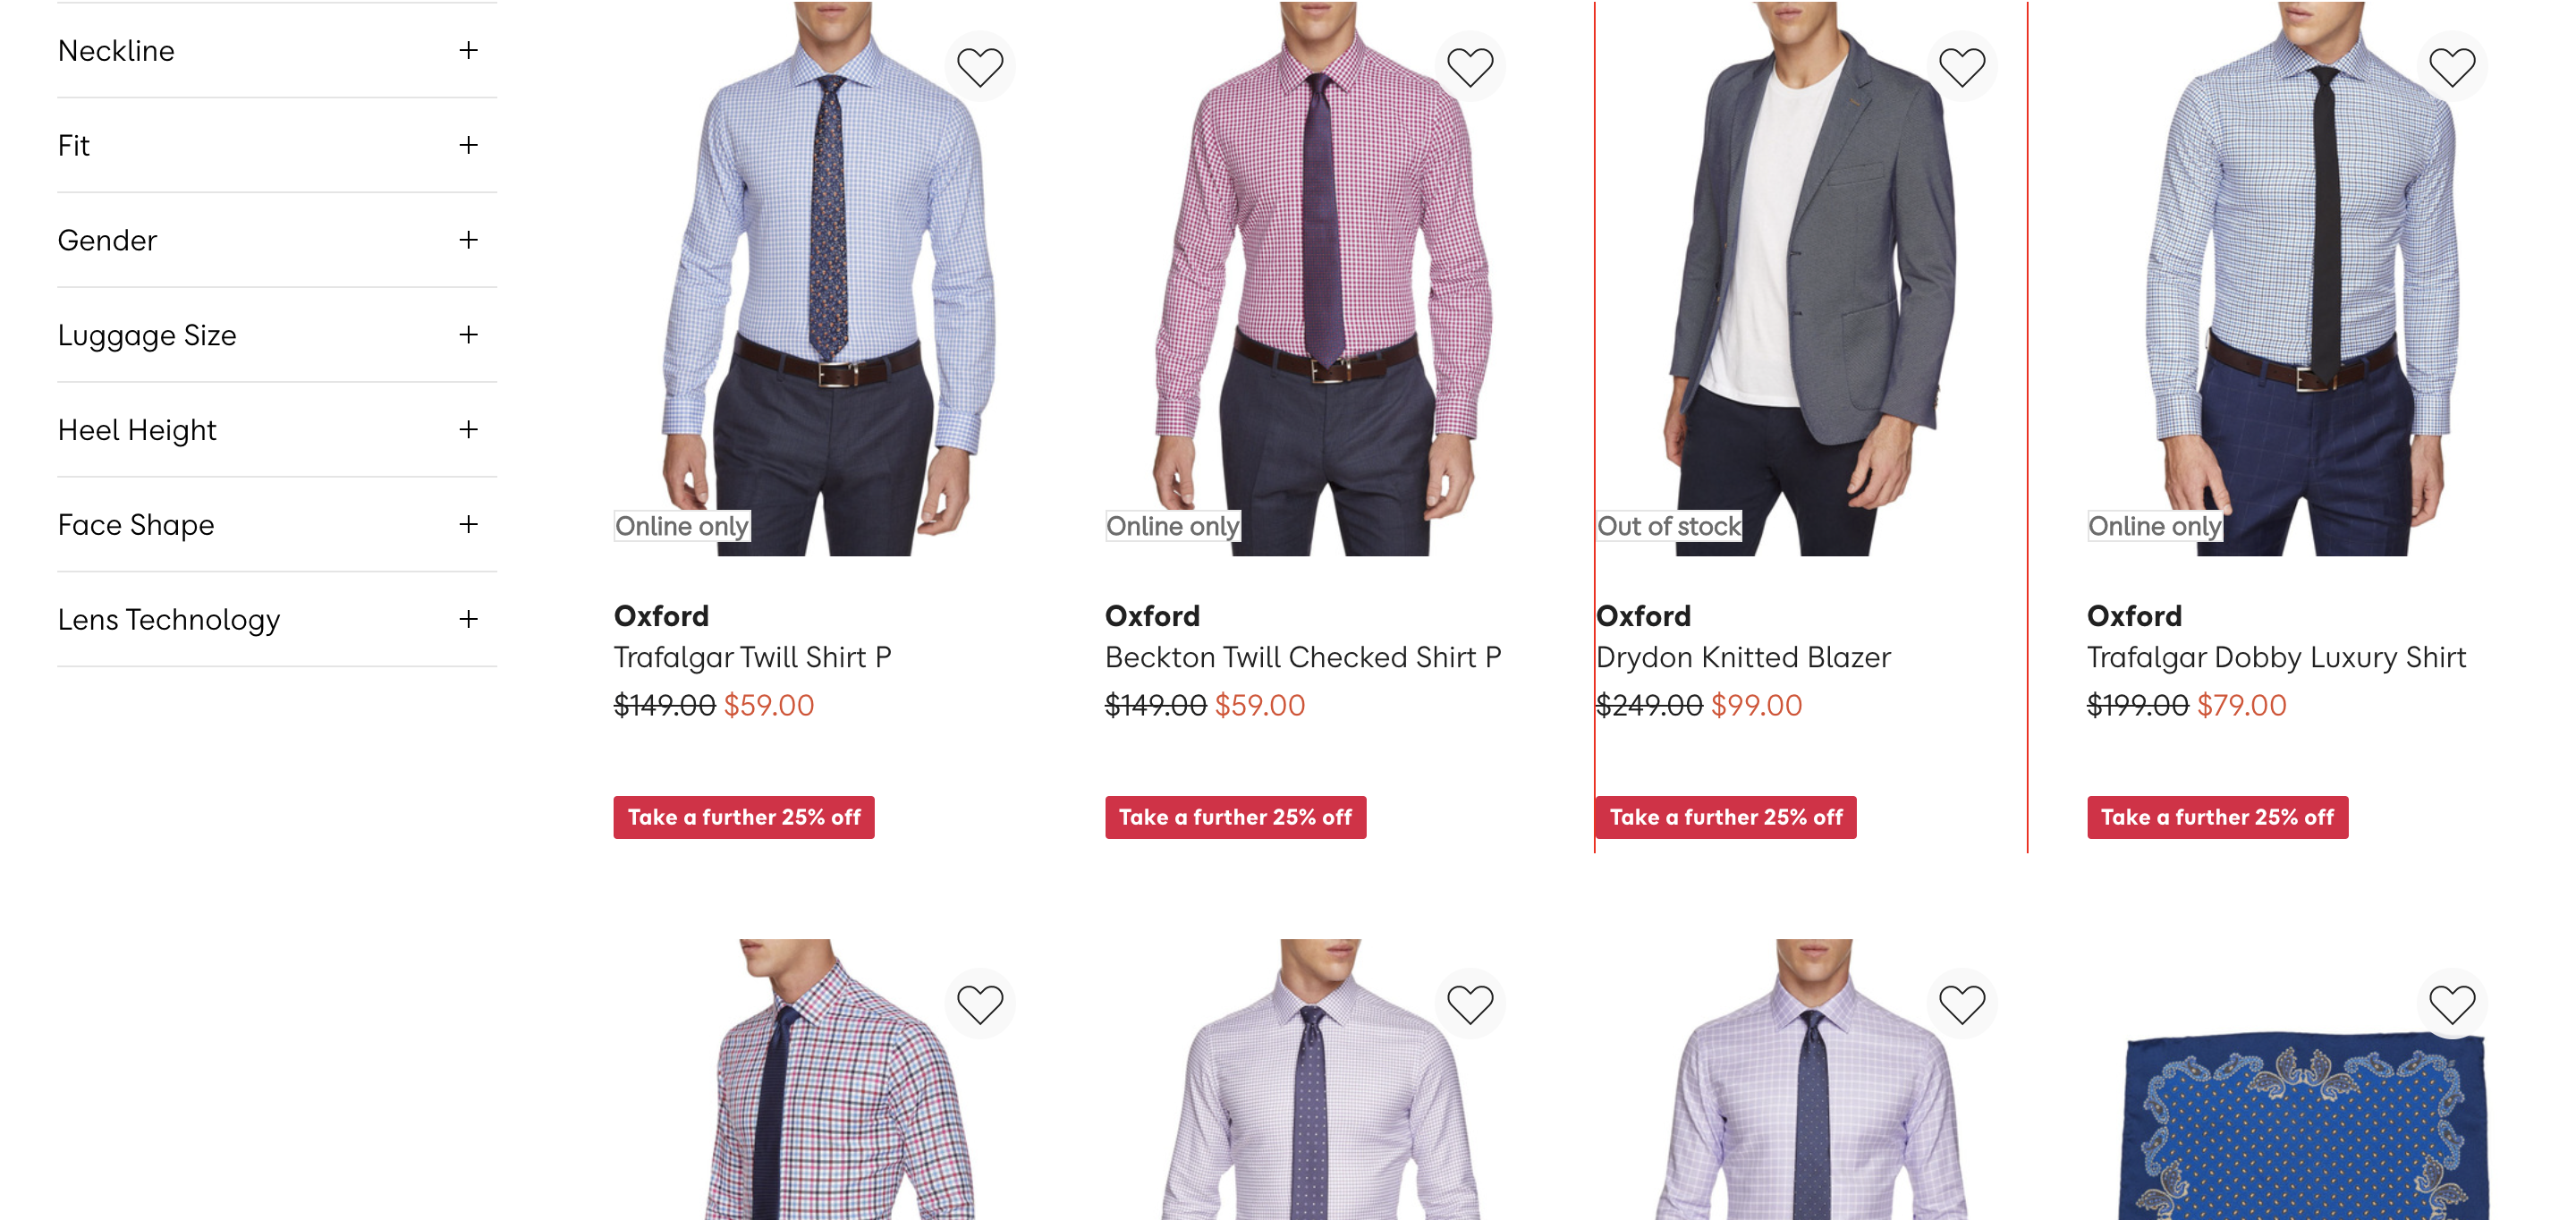 Neckline
Fit
Gender
Luggage Size
Heel Height
Face Shape
Lens Technology
Online only
Oxford
Trafalgar Twill Shirt P
$149.00 $59.00
Take a further 25% off
Online only
Oxford
Beckton Twill Checked Shirt P
$149.00 $59.00
Take a further 25% off
Out of stock
Oxford
Drydon Knitted Blazer
$249.00 $99.00
Take a further 25% off
Online only
Oxford
Trafalgar Dobby Luxury Shirt
$199.00 $79.00
Take a further 25% off